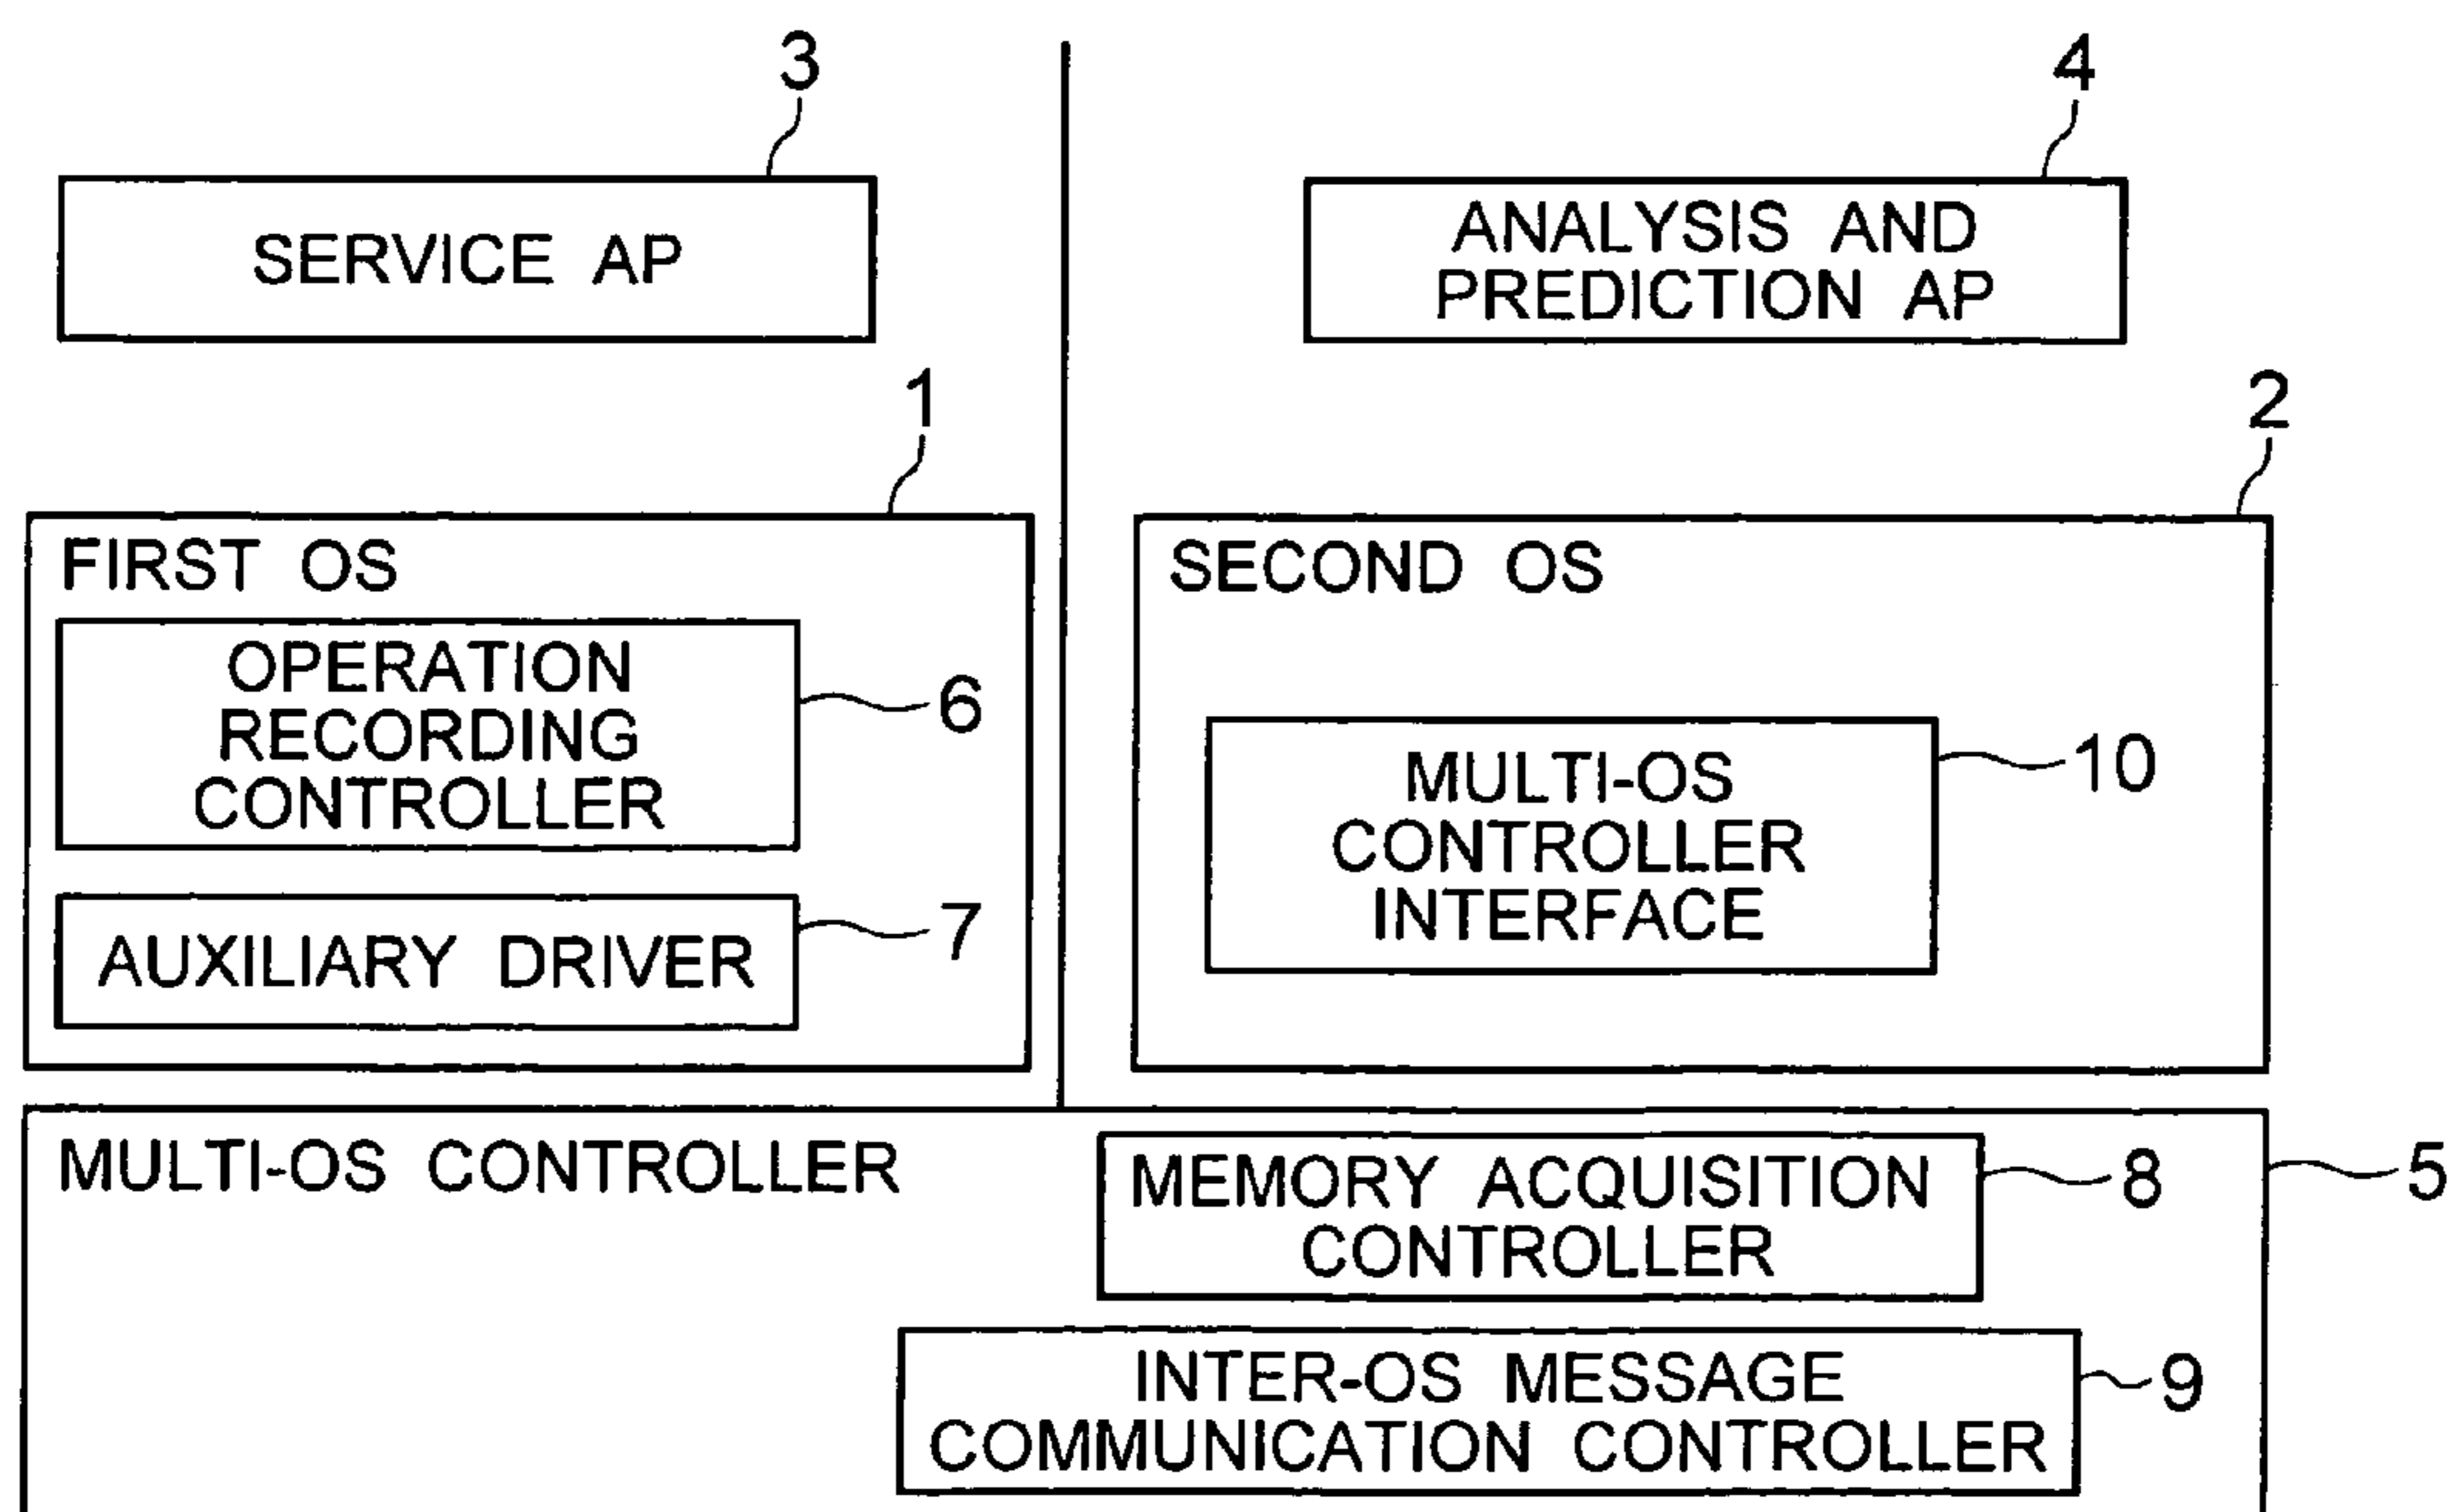 3
4
SERVICE AP
ANALYSIS AND
PREDICTION AP
1
2
FIRST OS
OPERATION
RECORDING
CONTROLLER
6
AUXILIARY DRIVER
7
SECOND OS
MULTI-OS
CONTROLLER
INTERFACE
10
MULTI-OS CONTROLLER
MEMORY ACQUISITION
CONTROLLER
8
5
INTER-OS MESSAGE
COMMUNICATION CONTROLLER
9